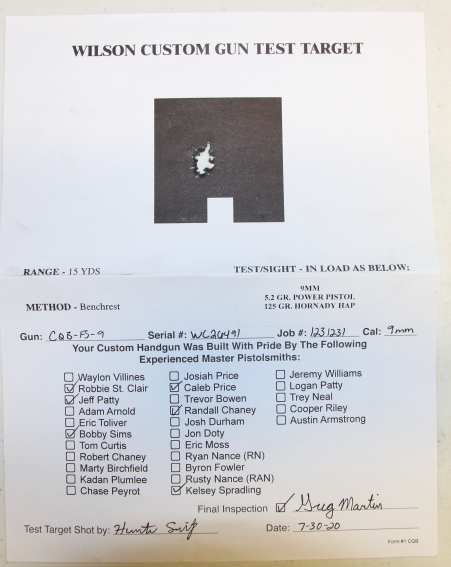 WILSON CUSTOM GUN TEST TARGET
RANGE - 15 YDS
TEST/SIGHT - IN LOAD AS BELOW:
9MM
5.2 GR. POWER PISTOL
125 GR. HORNADY HAP
METHOD - Benchrest
Gun: CQB-FS-9 Serial #: WC26491 Job #: 1231231 Cal: 9mm
Your Custom Handgun Was Built With Pride By The Following
Experienced Master Pistolsmiths:
Waylon Villines
Robbie St. Clair
Jeff Patty
Adam Arnold
Eric Toliver
Bobby Sims
Tom Curtis
Robert Chaney
Marty Birchfield
Kadan Plumlee
Chase Peyrot
Josiah Price
Caleb Price
Trevor Bowen
Randall Chaney
Josh Durham
Jon Doty
Eric Moss
Ryan Nance (RN)
Byron Fowler
Rusty Nance (RAN)
Kelsey Spradling
Jeremy Williams
Logan Patty
Trey Neal
Cooper Riley
Austin Armstrong
Final Inspection Greg Martin
Test Target Shot by: Hunter Date: 7-30-20
Form #1 CQB